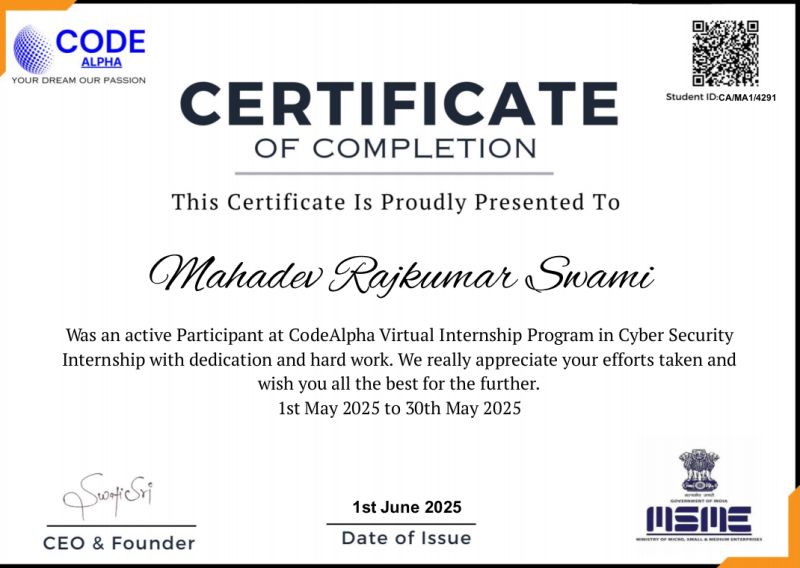 CODE
ALPHA
YOUR DREAM OUR PASSION
Student ID:CA/MA1/4291
CERTIFICATE
OF COMPLETION
This Certificate Is Proudly Presented To
Mahadev Rajkumar Swami
Was an active Participant at CodeAlpha Virtual Internship Program in Cyber Security
Internship with dedication and hard work. We really appreciate your efforts taken and
wish you all the best for the further.
1st May 2025 to 30th May 2025
1st June 2025
CEO & Founder
Date of Issue
सत्यमेव जयते
GOVERNMENT OF INDIA
MSME
MINISTRY OF MICRO, SMALL & MEDIUM ENTERPRISES